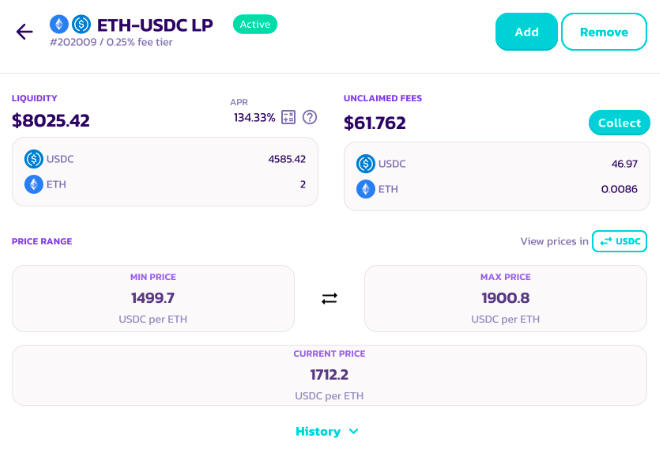 ETH-USDC LP Active
#202009 / 0.25% fee tier
Add Remove
LIQUIDITY
$8025.42
APR
134.33%
USDC 4585.42
ETH 2
UNCLAIMED FEES
$61.762
Collect
USDC 46.97
ETH 0.0086
PRICE RANGE
View prices in USDC
MIN PRICE
1499.7
USDC per ETH
MAX PRICE
1900.8
USDC per ETH
CURRENT PRICE
1712.2
USDC per ETH
History